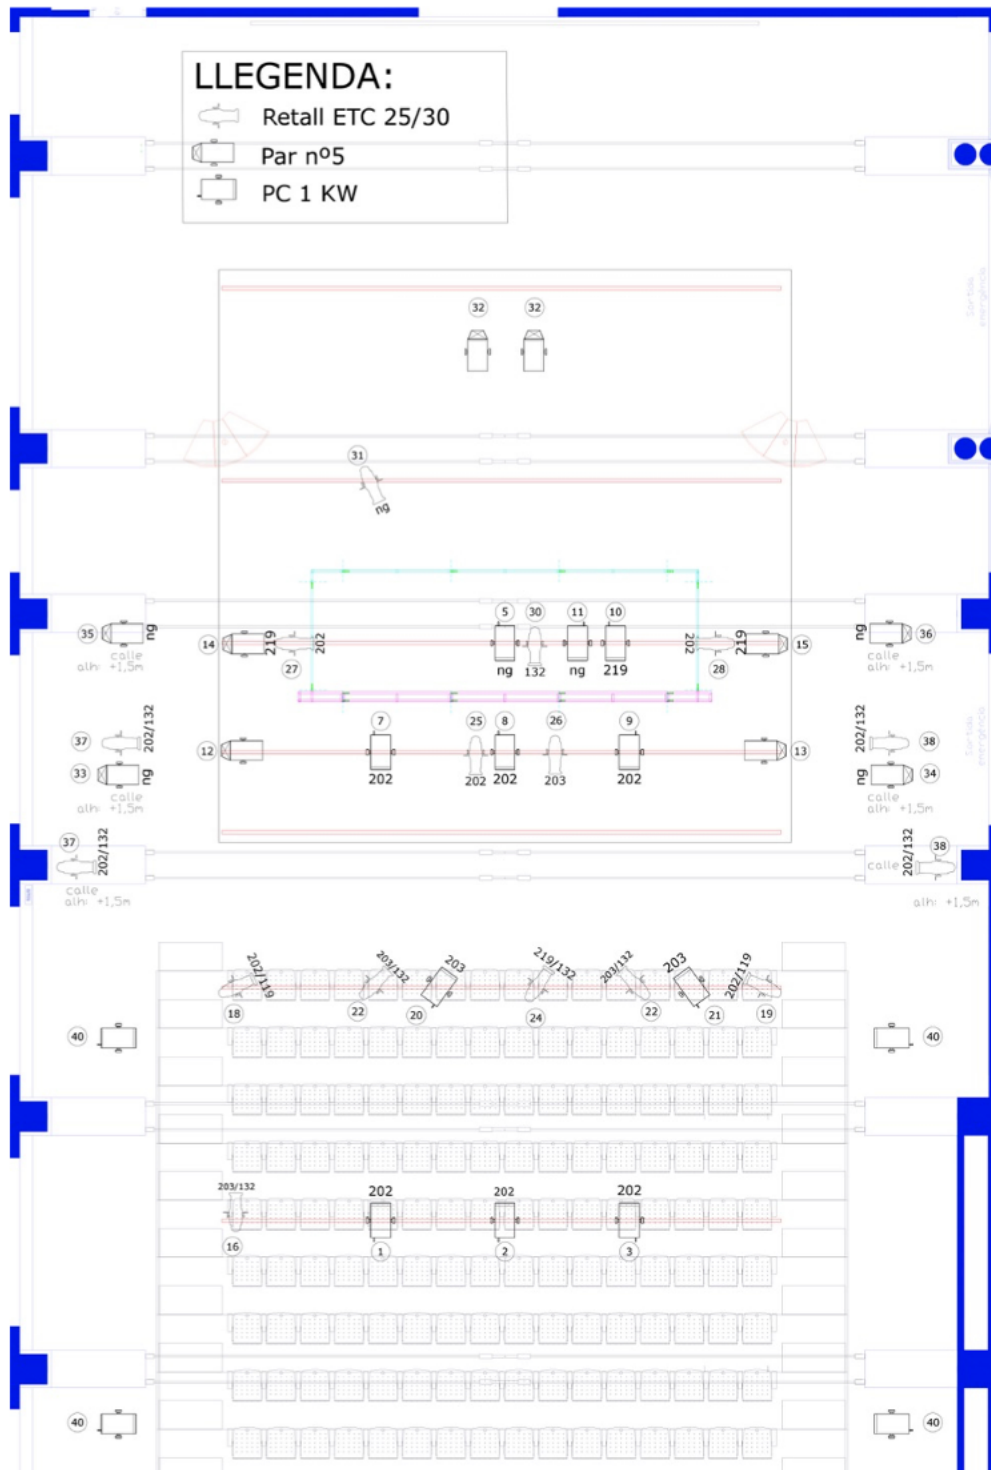 LLEGENDA:
Retall ETC 25/30
Par nº5
PC 1 KW
Sortida
emergència
32 32
31
ng
5 30 11 10
35 ng 14 219 202 202 219 15 ng 36
calle
alh: +1,5m
27
ng 132 ng 219
28
calle
alh: +1,5m
Sortida
emergència
7 25 8 26 9
37 202/132 12 13 202/132 38
33 ng 202 202 202 203 202 ng 34
calle
alh: +1,5m
calle
alh: +1,5m
37 202/132 202/132 38
calle
calle
alh: +1,5m
alh: +1,5m
202/119 203/132 203 219/132 203/132 203 202/119
18 22 20 24 22 21 19
40 40
203/132 202 202 202
16 1 2 3
40 40